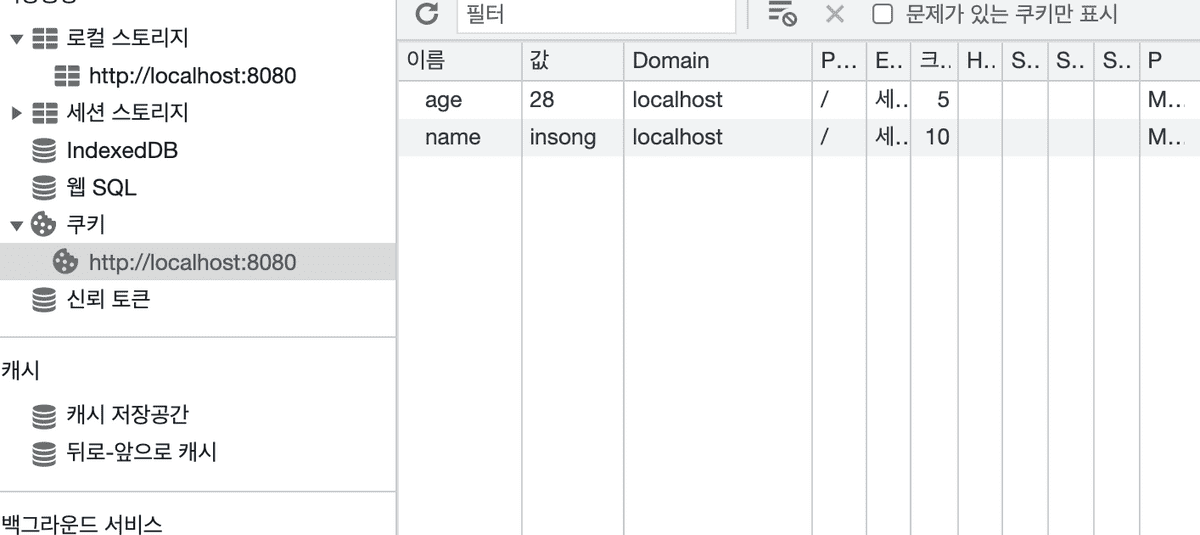 로컬 스토리지
http://localhost:8080
세션 스토리지
IndexedDB
웹 SQL
쿠키
http://localhost:8080
신뢰 토큰
캐시
캐시 저장공간
뒤로-앞으로 캐시
백그라운드 서비스
필터
문제가 있는 쿠키만 표시
이름 값 Domain P... E.. 크.. H.. S.. S.. S.. P
age 28 localhost / 세.. 5 M...
name insong localhost / 세.. 10 M...